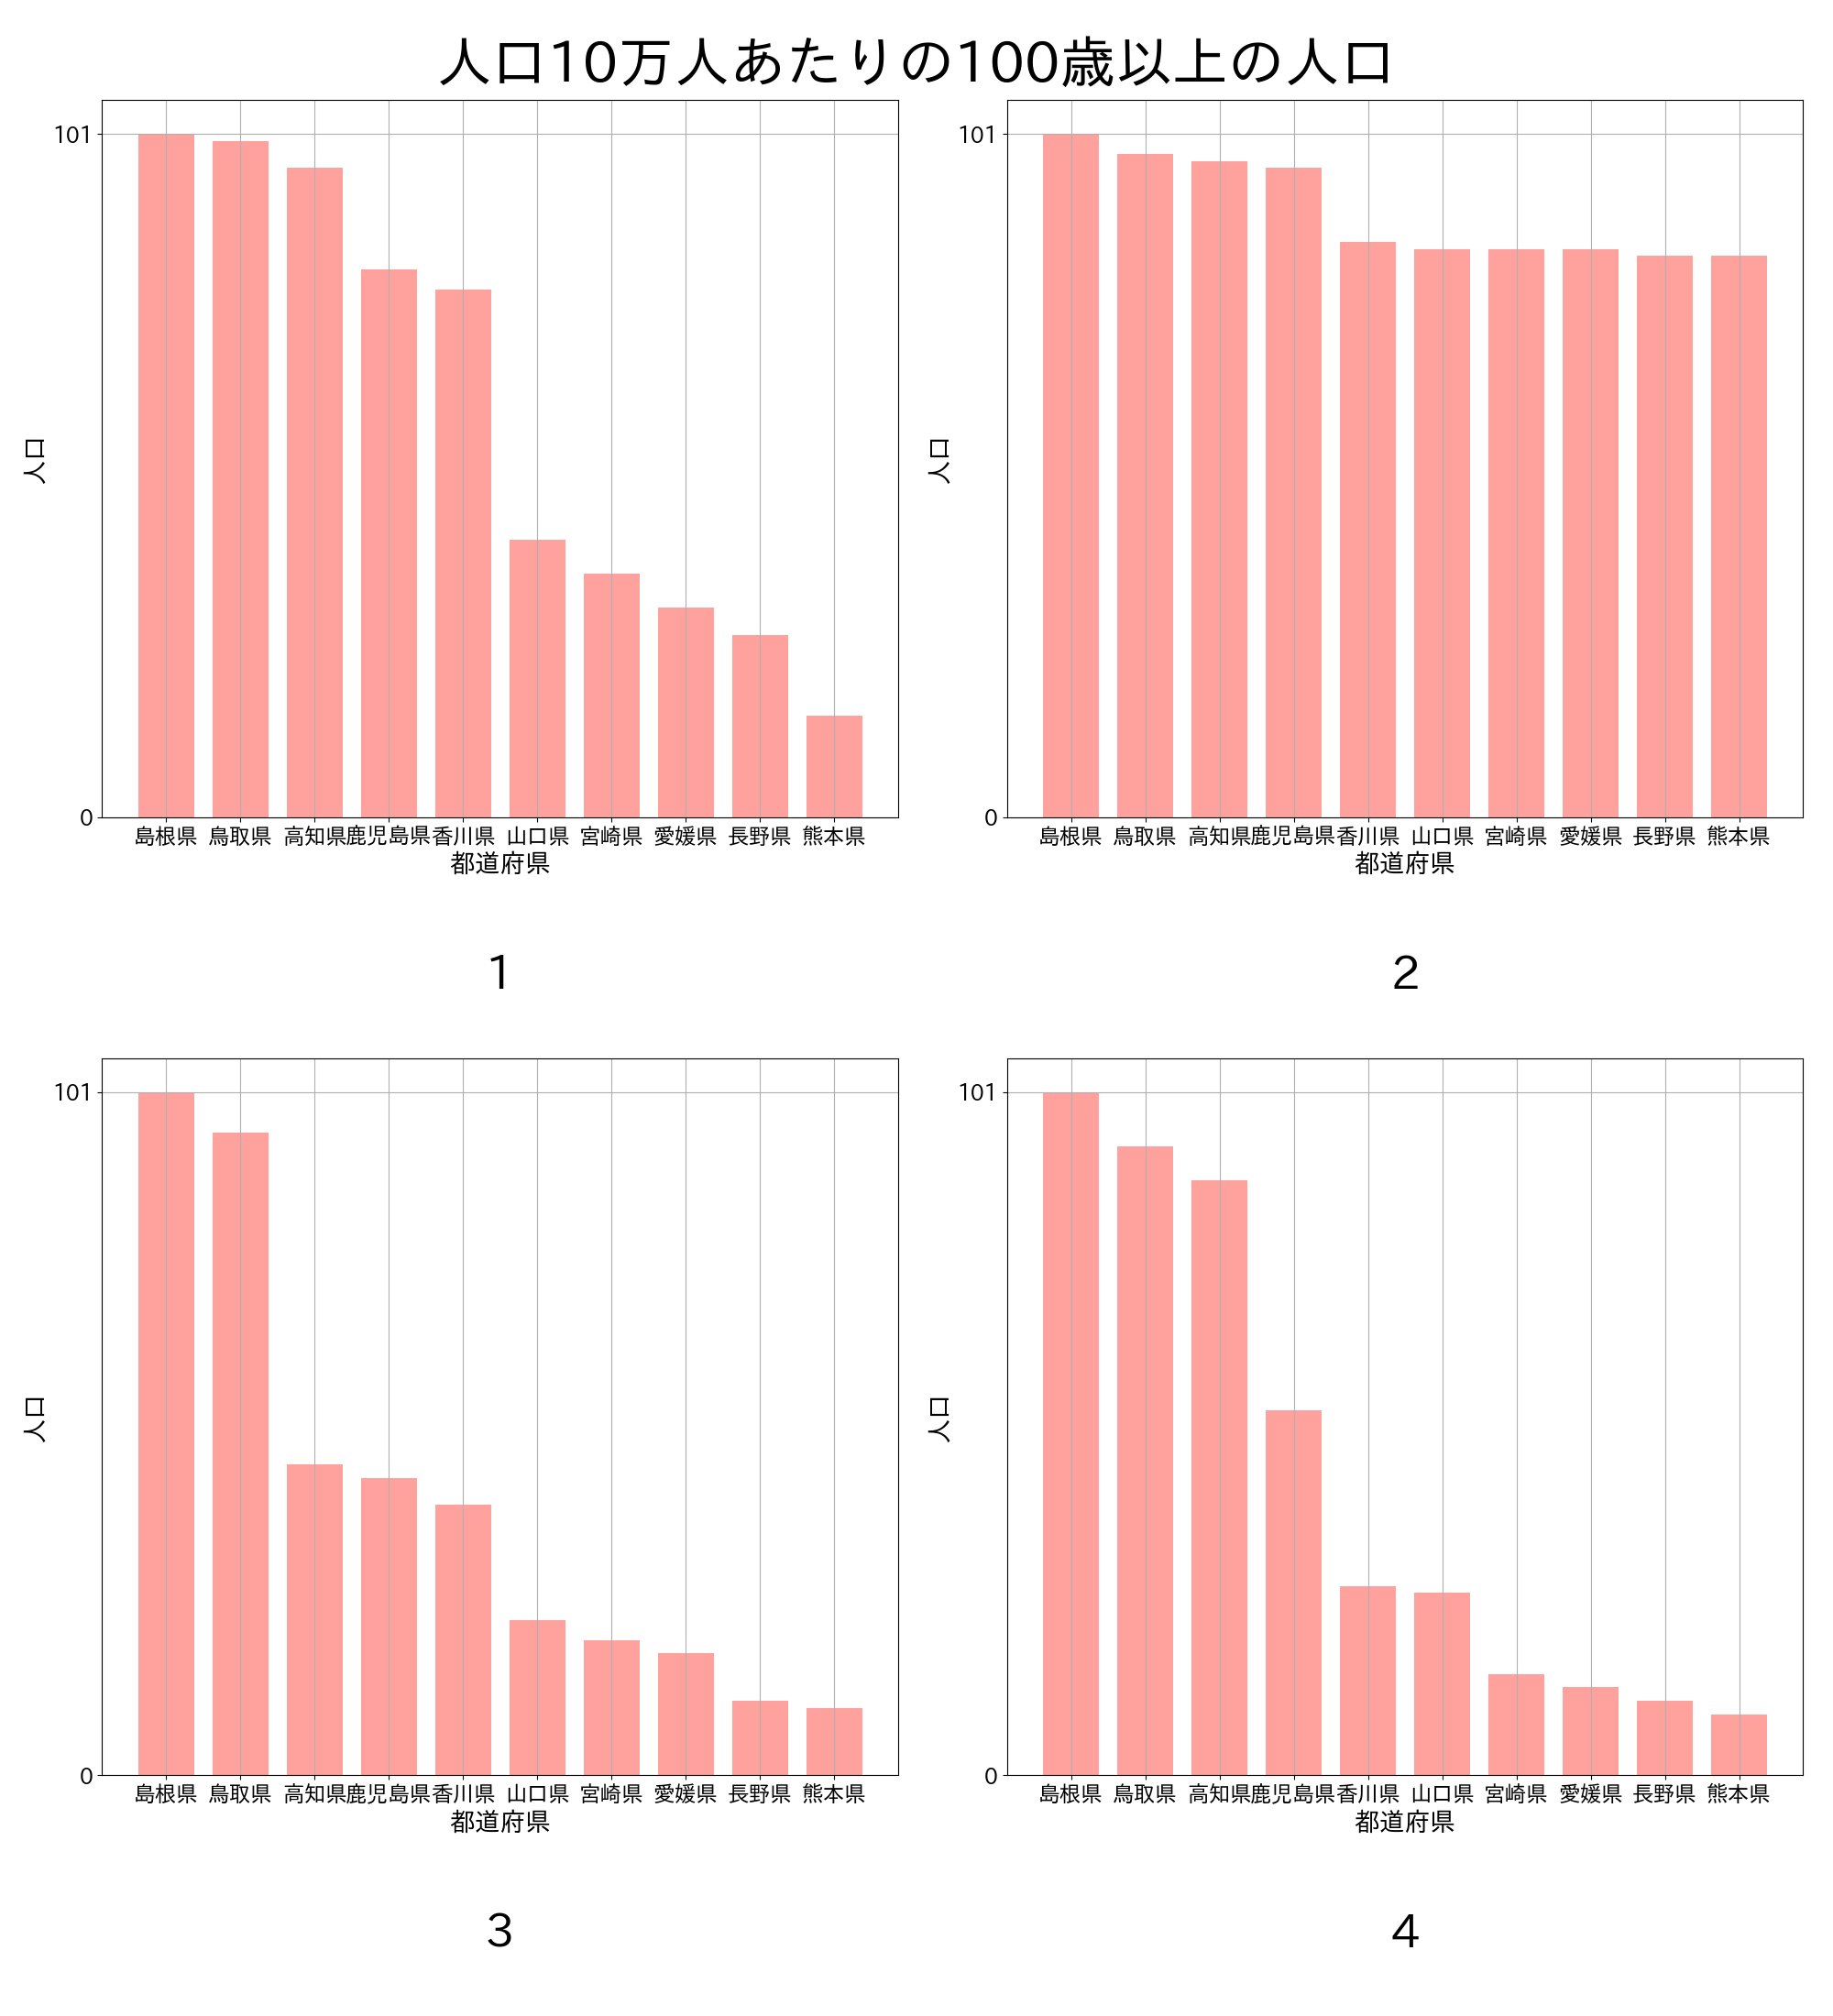 人口10万人あたりの100歳以上の人口
101
0
人口
島根県 鳥取県 高知県 鹿児島県 香川県 山口県 宮崎県 愛媛県 長野県 熊本県
都道府県
1
101
0
人口
島根県 鳥取県 高知県 鹿児島県 香川県 山口県 宮崎県 愛媛県 長野県 熊本県
都道府県
2
101
0
人口
島根県 鳥取県 高知県 鹿児島県 香川県 山口県 宮崎県 愛媛県 長野県 熊本県
都道府県
3
101
0
人口
島根県 鳥取県 高知県 鹿児島県 香川県 山口県 宮崎県 愛媛県 長野県 熊本県
都道府県
4